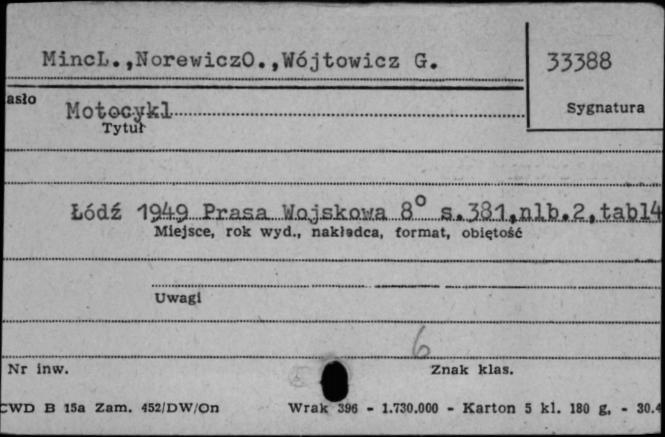 MincL.,NorewiczO.,Wójtowicz G. 33388
asło Sygnatura
Motocykl
Tytuł
Łódź 1949 Prasa Wojskowa 8° s.381,nlb.2,tabl4
Miejsce, rok wyd., nakładca, format, objętość
Uwagi
6
Nr inw. Znak klas.
CWD B 15a Zam. 452/DW/On Wrak 396 - 1.730.000 - Karton 5 kl. 180 g. - 30.4